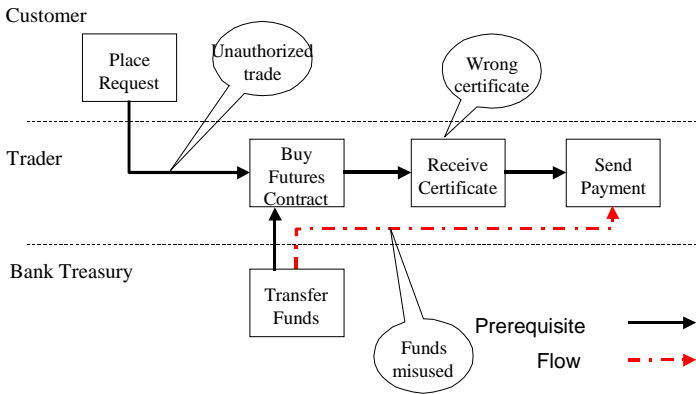 Customer
Place
Request
Unauthorized
trade
Wrong
certificate
Trader
Buy
Futures
Contract
Receive
Certificate
Send
Payment
Bank Treasury
Transfer
Funds
Funds
misused
Prerequisite
Flow